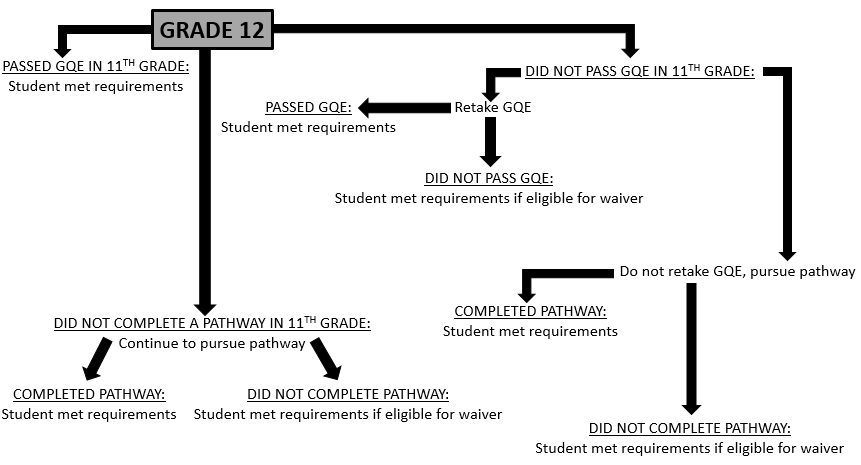 GRADE 12
PASSED GQE IN 11TH GRADE:
Student met requirements
DID NOT PASS GQE IN 11TH GRADE:
PASSED GQE:
Student met requirements
Retake GQE
DID NOT PASS GQE:
Student met requirements if eligible for waiver
Do not retake GQE, pursue pathway
COMPLETED PATHWAY:
Student met requirements
DID NOT COMPLETE A PATHWAY IN 11TH GRADE:
Continue to pursue pathway
COMPLETED PATHWAY:
Student met requirements
DID NOT COMPLETE PATHWAY:
Student met requirements if eligible for waiver
DID NOT COMPLETE PATHWAY:
Student met requirements if eligible for waiver